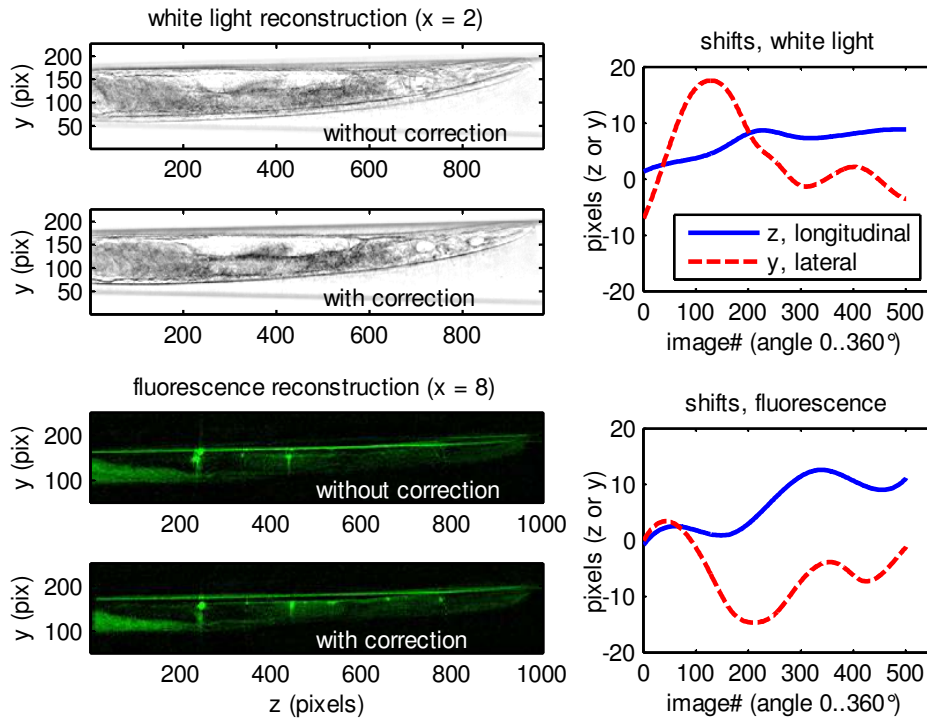 white light reconstruction (x = 2)
y (pix)
200
150
100
50
without correction
200 400 600 800
y (pix)
200
150
100
50
with correction
200 400 600 800
shifts, white light
pixels (z or y)
20
10
0
-10
-20
z, longitudinal
y, lateral
0 100 200 300 400 500
image# (angle 0..360°)
fluorescence reconstruction (x = 8)
y (pix)
200
100
without correction
200 400 600 800 1000
y (pix)
200
100
with correction
200 400 600 800 1000
z (pixels)
shifts, fluorescence
pixels (z or y)
20
10
0
-10
-20
0 100 200 300 400 500
image# (angle 0..360°)